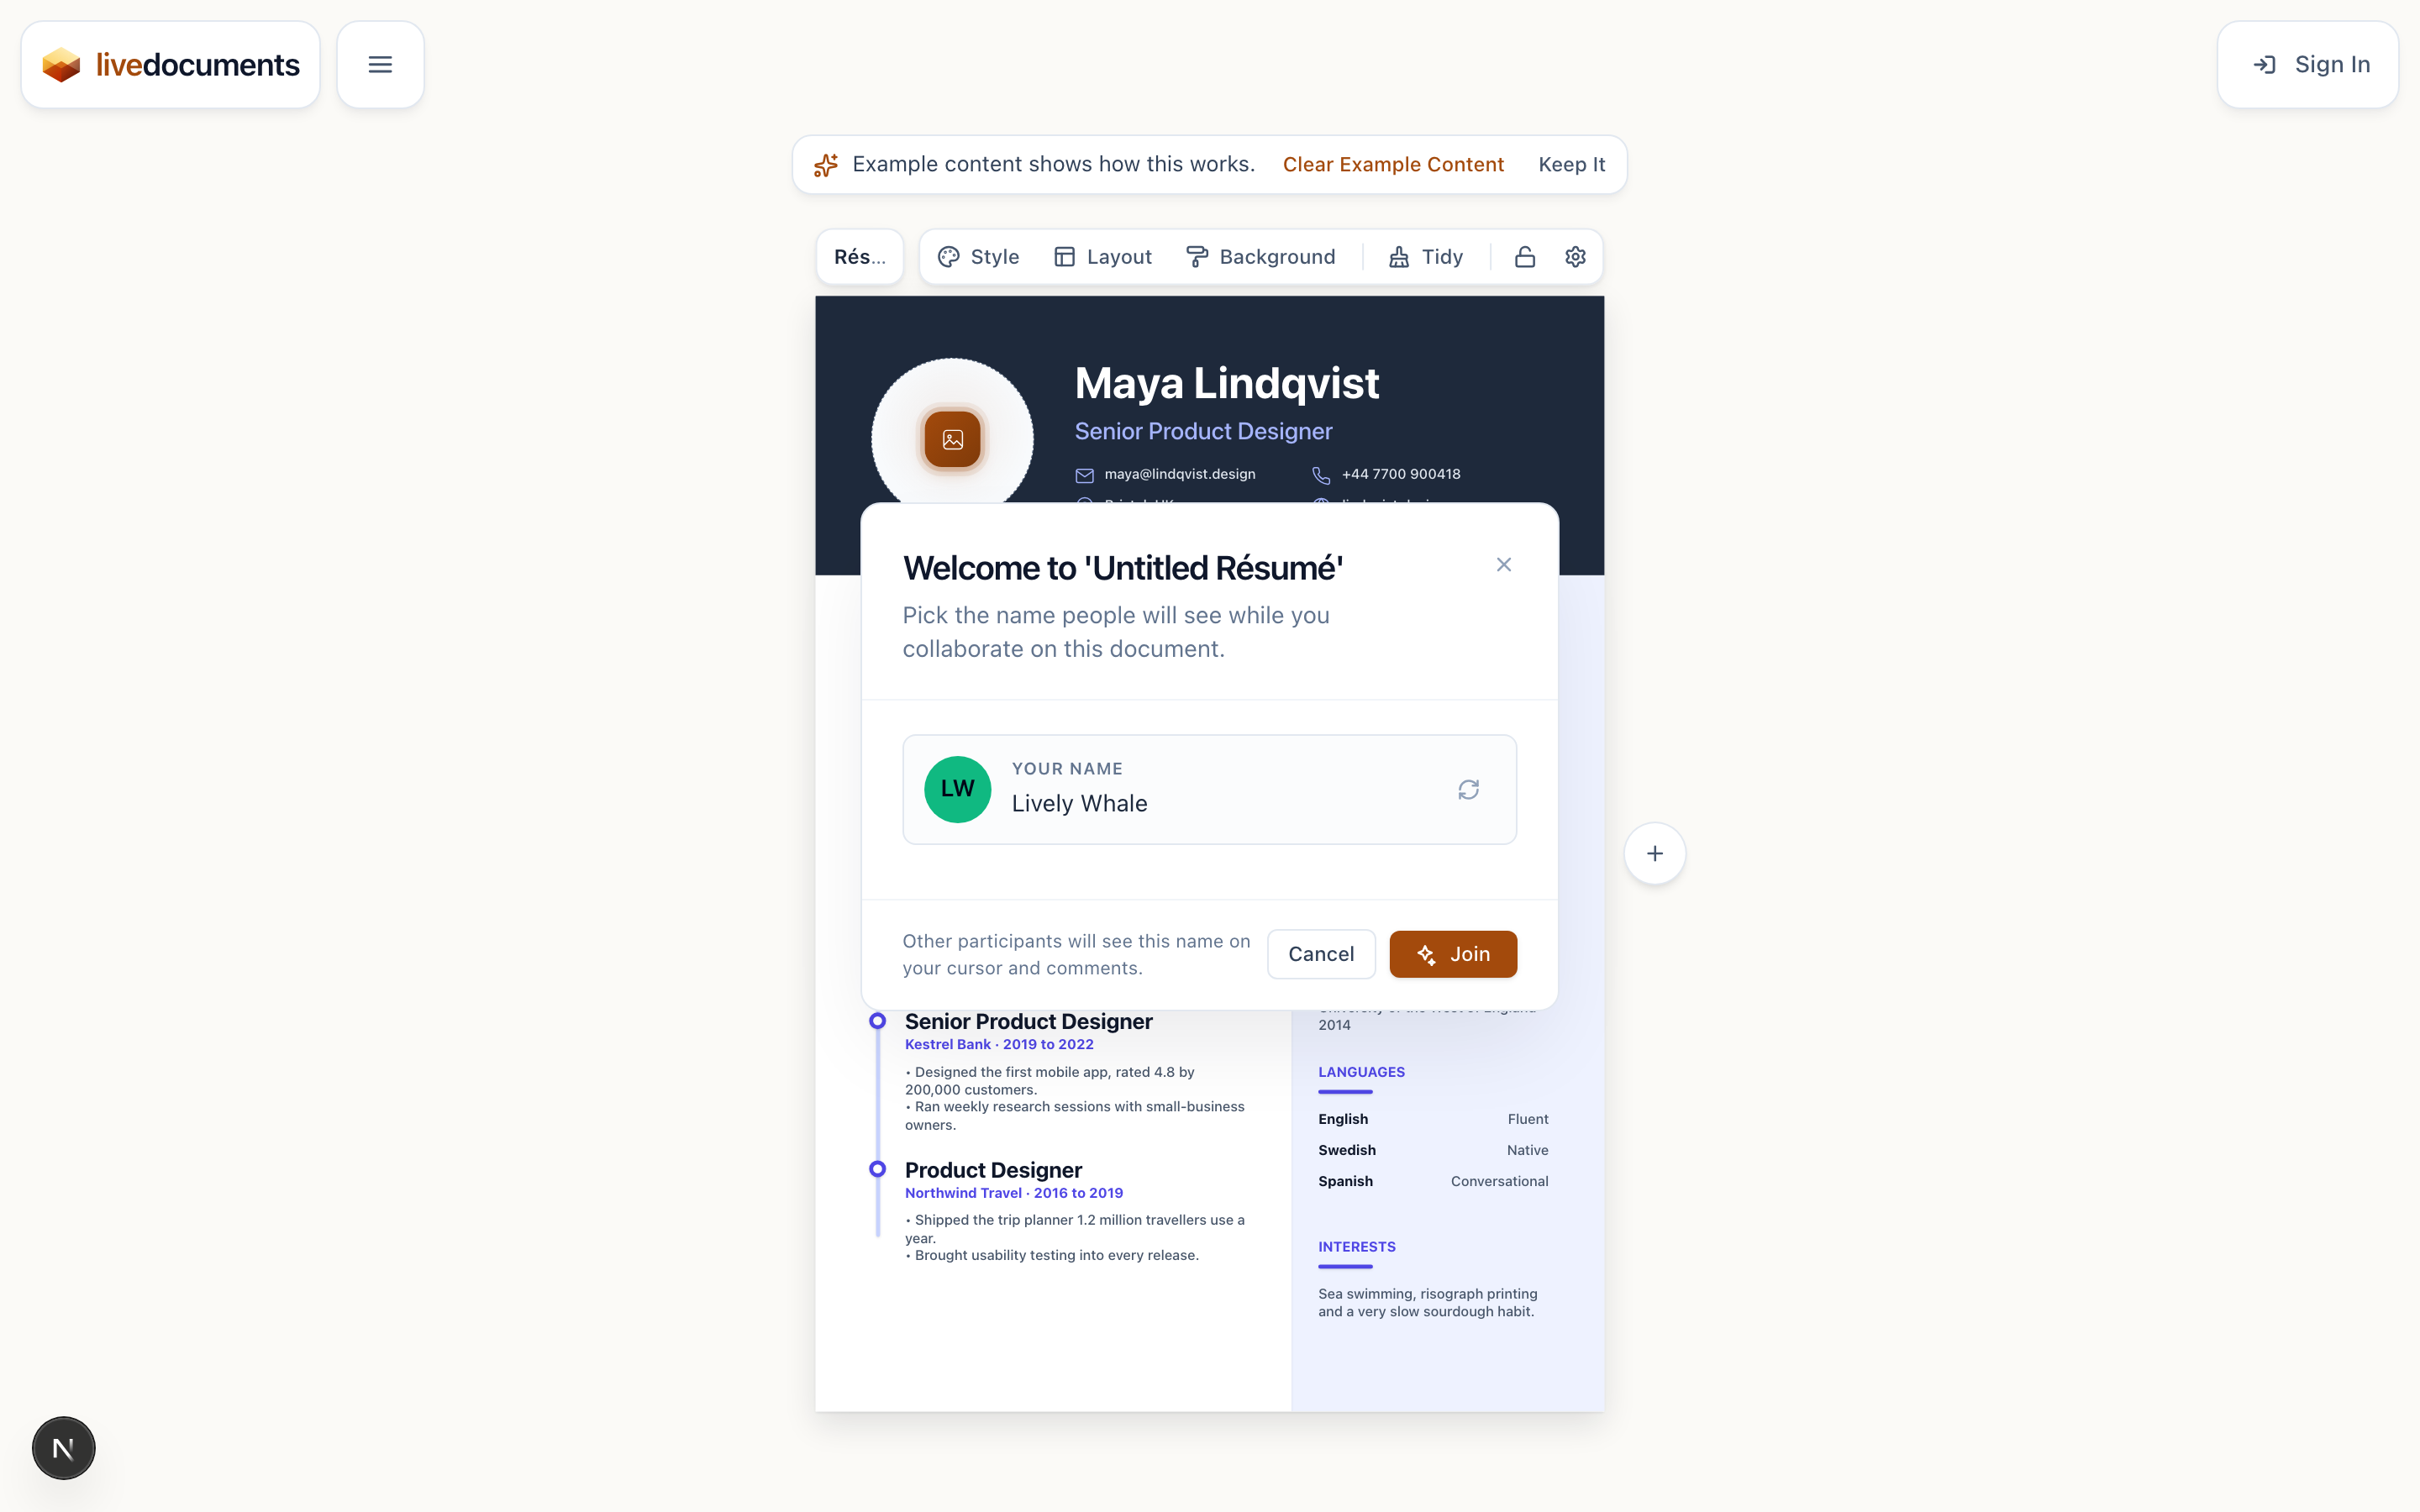 livedocuments
Sign In
Example content shows how this works. Clear Example Content Keep It
Rés... Style Layout Background Tidy
Maya Lindqvist
Senior Product Designer
maya@lindqvist.design +44 7700 900418
Welcome to 'Untitled Résumé'
Pick the name people will see while you
collaborate on this document.
LW
YOUR NAME
Lively Whale
Other participants will see this name on
your cursor and comments.
Cancel
Join
Senior Product Designer
Kestrel Bank · 2019 to 2022
• Designed the first mobile app, rated 4.8 by
200,000 customers.
• Ran weekly research sessions with small-business
owners.
Product Designer
Northwind Travel · 2016 to 2019
• Shipped the trip planner 1.2 million travellers use a
year.
• Brought usability testing into every release.
2014
LANGUAGES
English Fluent
Swedish Native
Spanish Conversational
INTERESTS
Sea swimming, risograph printing
and a very slow sourdough habit.
N